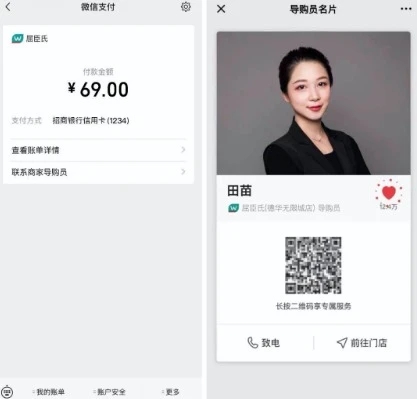 微信支付
屈臣氏
付款金额
¥ 69.00
支付方式 招商银行信用卡(1234)
查看账单详情
联系商家导购员
我的账单
账户安全
更多
导购员名片
田苗
屈臣氏(德华无限城店) 导购员
长按二维码享专属服务
致电
前往门店